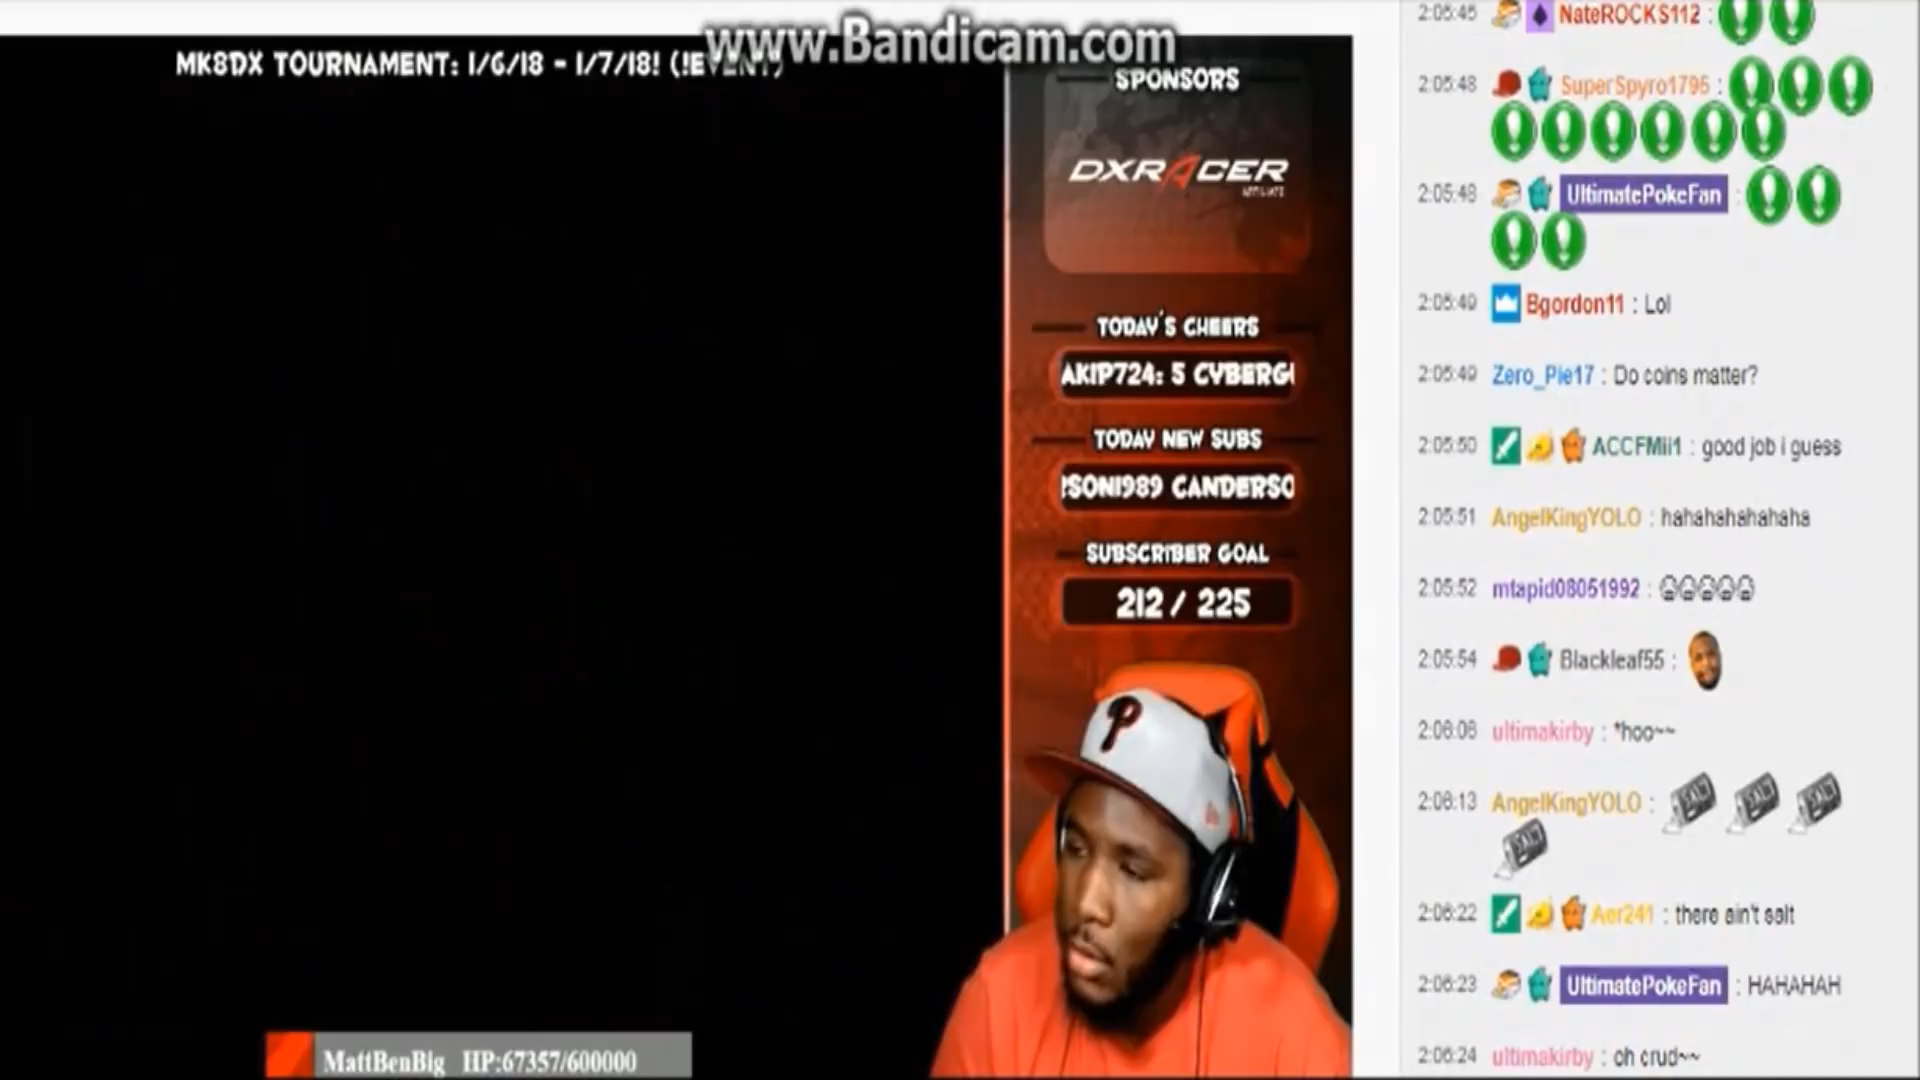 www.Bandicam.com
MK8DX TOURNAMENT: 1/6/18 - 1/7/18! (!EVENT)
SPONSORS
DXRACER
AFFILIATE
TODAY'S CHEERS
AKIP724: 5 CYBERG
TODAY NEW SUBS
SON1989 CANDERSO
SUBSCRIBER GOAL
212 / 225
P
MattBenBig HP:67357/600000
2:05:45 NateROCKS112 :
2:05:48 SuperSpyro1795 :
2:05:48 UltimatePokeFan :
2:05:49 Bgordon11 : Lol
2:05:49 Zero_Pie17 : Do coins matter?
2:05:50 ACCFMii1 : good job i guess
2:05:51 AngelKingYOLO : hahahahahahaha
2:05:52 mtapid08051992 : 😭😭😭😭😭
2:05:54 Blackleaf55 :
2:06:06 ultimakirby : *hoo~~
2:06:13 AngelKingYOLO :
2:06:22 Aer241 : there ain't salt
2:06:23 UltimatePokeFan : HAHAHAH
2:06:24 ultimakirby : oh crud~~